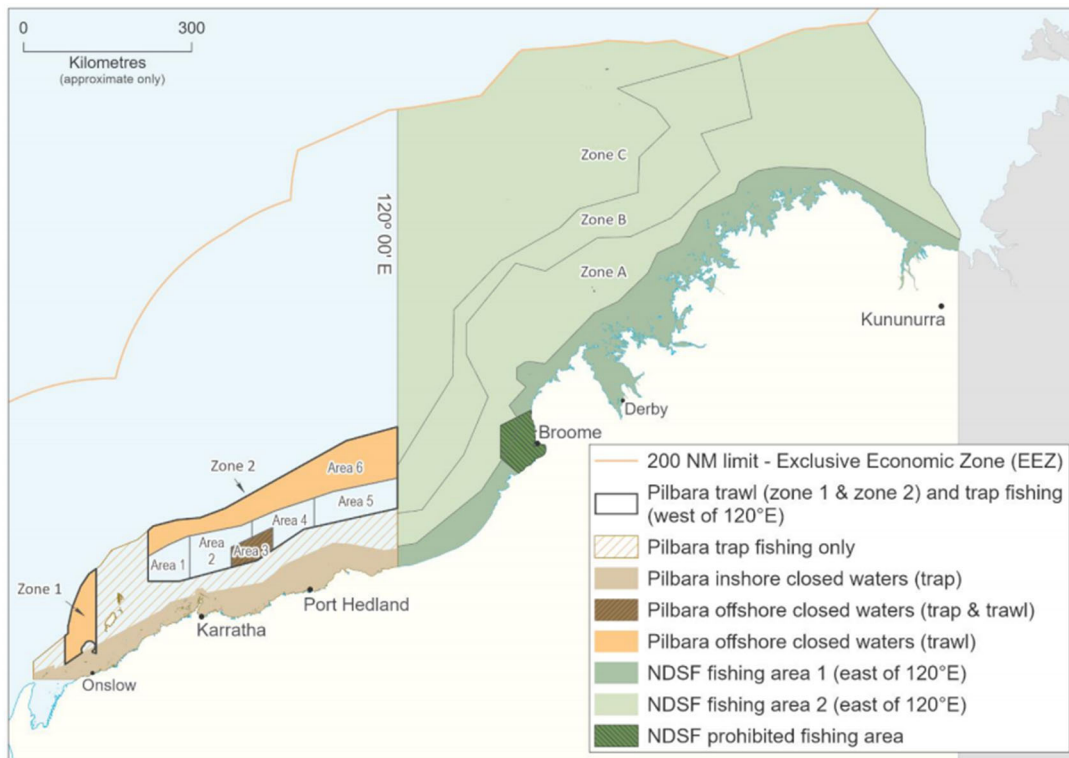 0
300
Kilometres
(approximate only)
120° 00' E
Zone C
Zone B
Zone A
Kununurra
Derby
Broome
Zone 2
Area 6
Area 5
Area 4
Area 3
Area 2
Area 1
Zone 1
Port Hedland
Karratha
Onslow
200 NM limit - Exclusive Economic Zone (EEZ)
Pilbara trawl (zone 1 & zone 2) and trap fishing
(west of 120°E)
Pilbara trap fishing only
Pilbara inshore closed waters (trap)
Pilbara offshore closed waters (trap & trawl)
Pilbara offshore closed waters (trawl)
NDSF fishing area 1 (east of 120°E)
NDSF fishing area 2 (east of 120°E)
NDSF prohibited fishing area